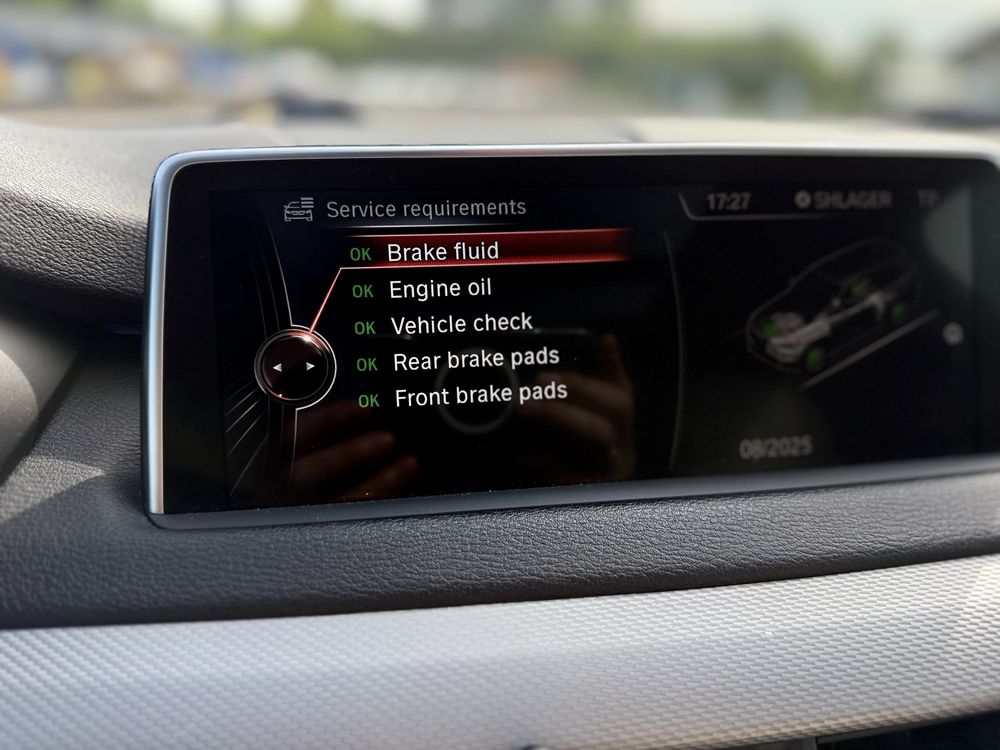 Service requirements
17:27 SHLAGER TP
OK Brake fluid
OK Engine oil
OK Vehicle check
OK Rear brake pads
OK Front brake pads
08/2025